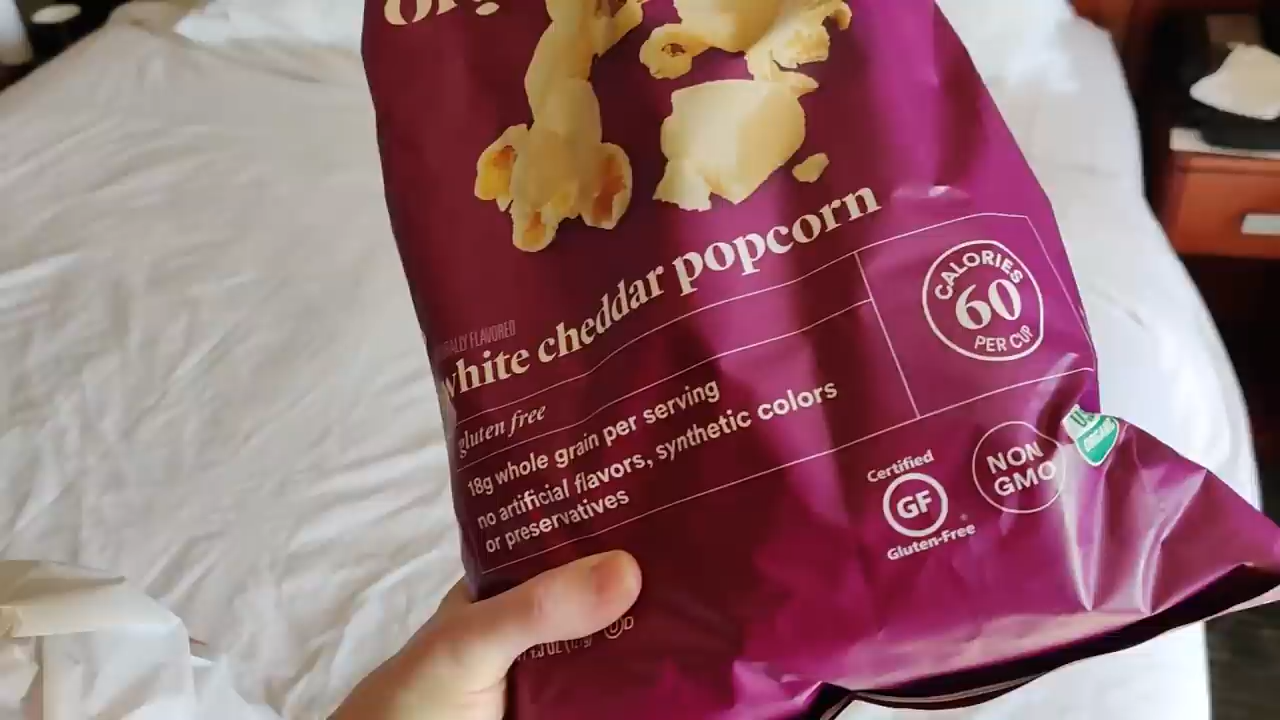 white cheddar popcorn
gluten free
18g whole grain per serving
no artificial flavors, synthetic colors
or preservatives
CALORIES
60
PER CUP
Certified
GF
Gluten-Free
NON
GMO
ORGANIC